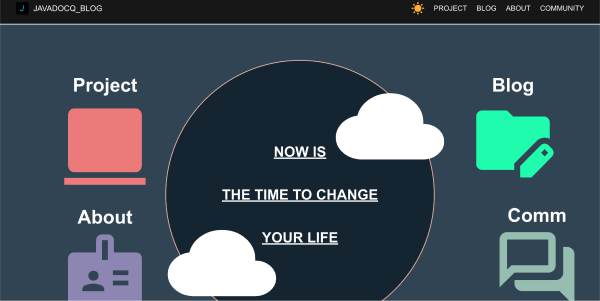 JAVADOCQ_BLOG
PROJECT BLOG ABOUT COMMUNITY
Project
Blog
NOW IS
THE TIME TO CHANGE
YOUR LIFE
About
Comm